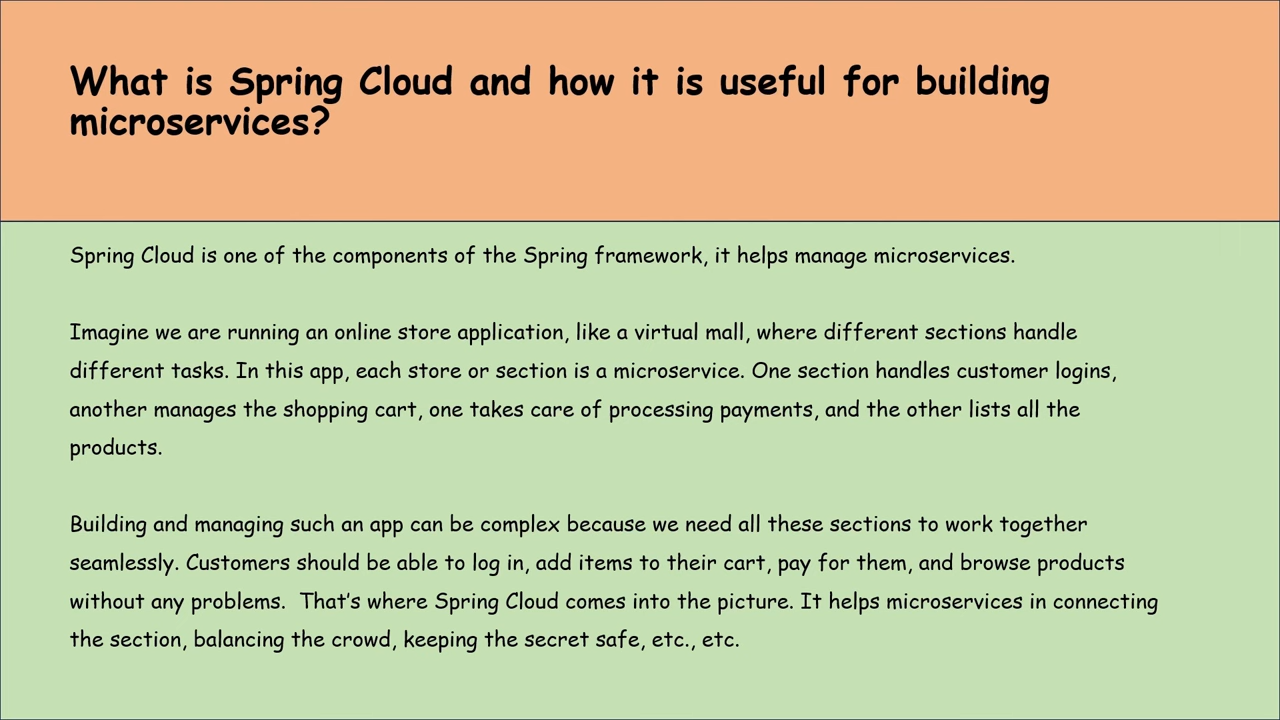 What is Spring Cloud and how it is useful for building
microservices?
Spring Cloud is one of the components of the Spring framework, it helps manage microservices.
Imagine we are running an online store application, like a virtual mall, where different sections handle
different tasks. In this app, each store or section is a microservice. One section handles customer logins,
another manages the shopping cart, one takes care of processing payments, and the other lists all the
products.
Building and managing such an app can be complex because we need all these sections to work together
seamlessly. Customers should be able to log in, add items to their cart, pay for them, and browse products
without any problems.  That's where Spring Cloud comes into the picture. It helps microservices in connecting
the section, balancing the crowd, keeping the secret safe, etc., etc.